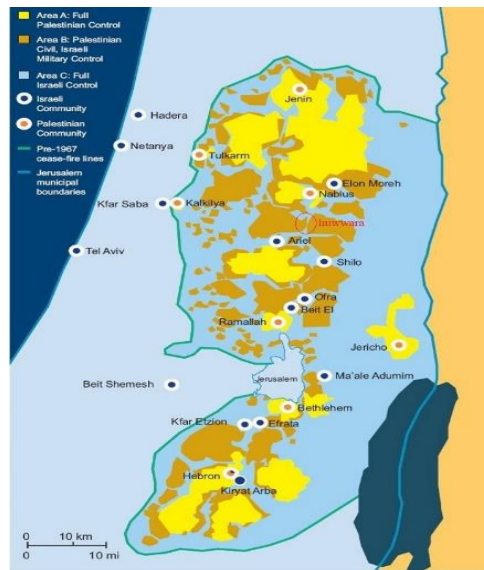 Area A: Full
Palestinian Control
Area B: Palestinian
Civil, Israeli
Military Control
Area C: Full
Israeli Control
Israeli
Community
Palestinian
Community
Pre-1967
cease-fire lines
Jerusalem
municipal
boundaries
Jenin
Hadera
Netanya
Tulkarm
Elon Moreh
Nablus
Kfar Saba
Kalkilya
Ariel
Tel Aviv
Shilo
Ofra
Beit El
Ramallah
Jericho
Jerusalem
Ma'ale Adumim
Beit Shemesh
Bethlehem
Kfar Etzion
Efrata
Hebron
Kiryat Arba
0 10 km
0 10 mi